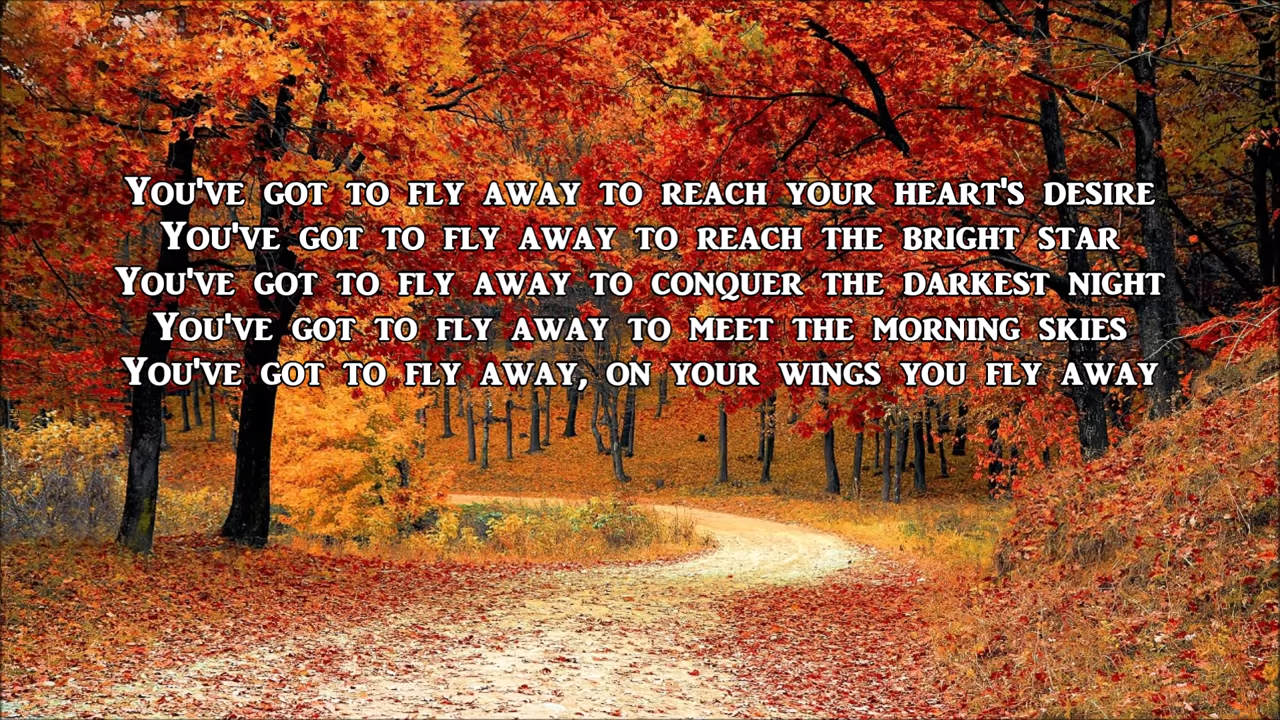 You've got to fly away to reach your heart's desire
You've got to fly away to reach the bright star
You've got to fly away to conquer the darkest night
You've got to fly away to meet the morning skies
You've got to fly away, on your wings you fly away